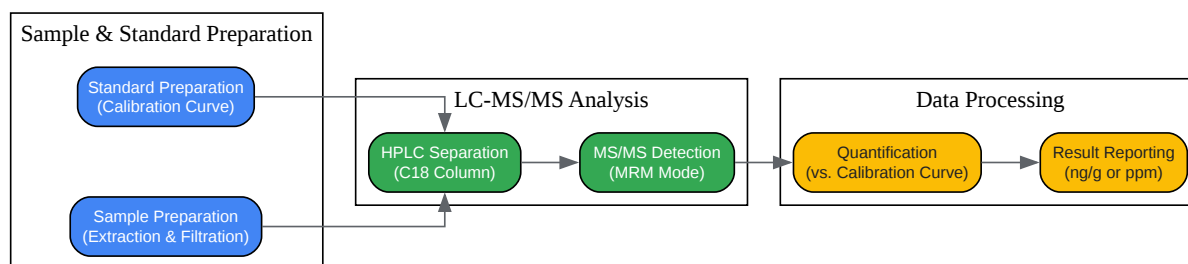 Sample & Standard Preparation
Standard Preparation
(Calibration Curve)
Sample Preparation
(Extraction & Filtration)
LC-MS/MS Analysis
HPLC Separation
(C18 Column)
MS/MS Detection
(MRM Mode)
Data Processing
Quantification
(vs. Calibration Curve)
Result Reporting
(ng/g or ppm)